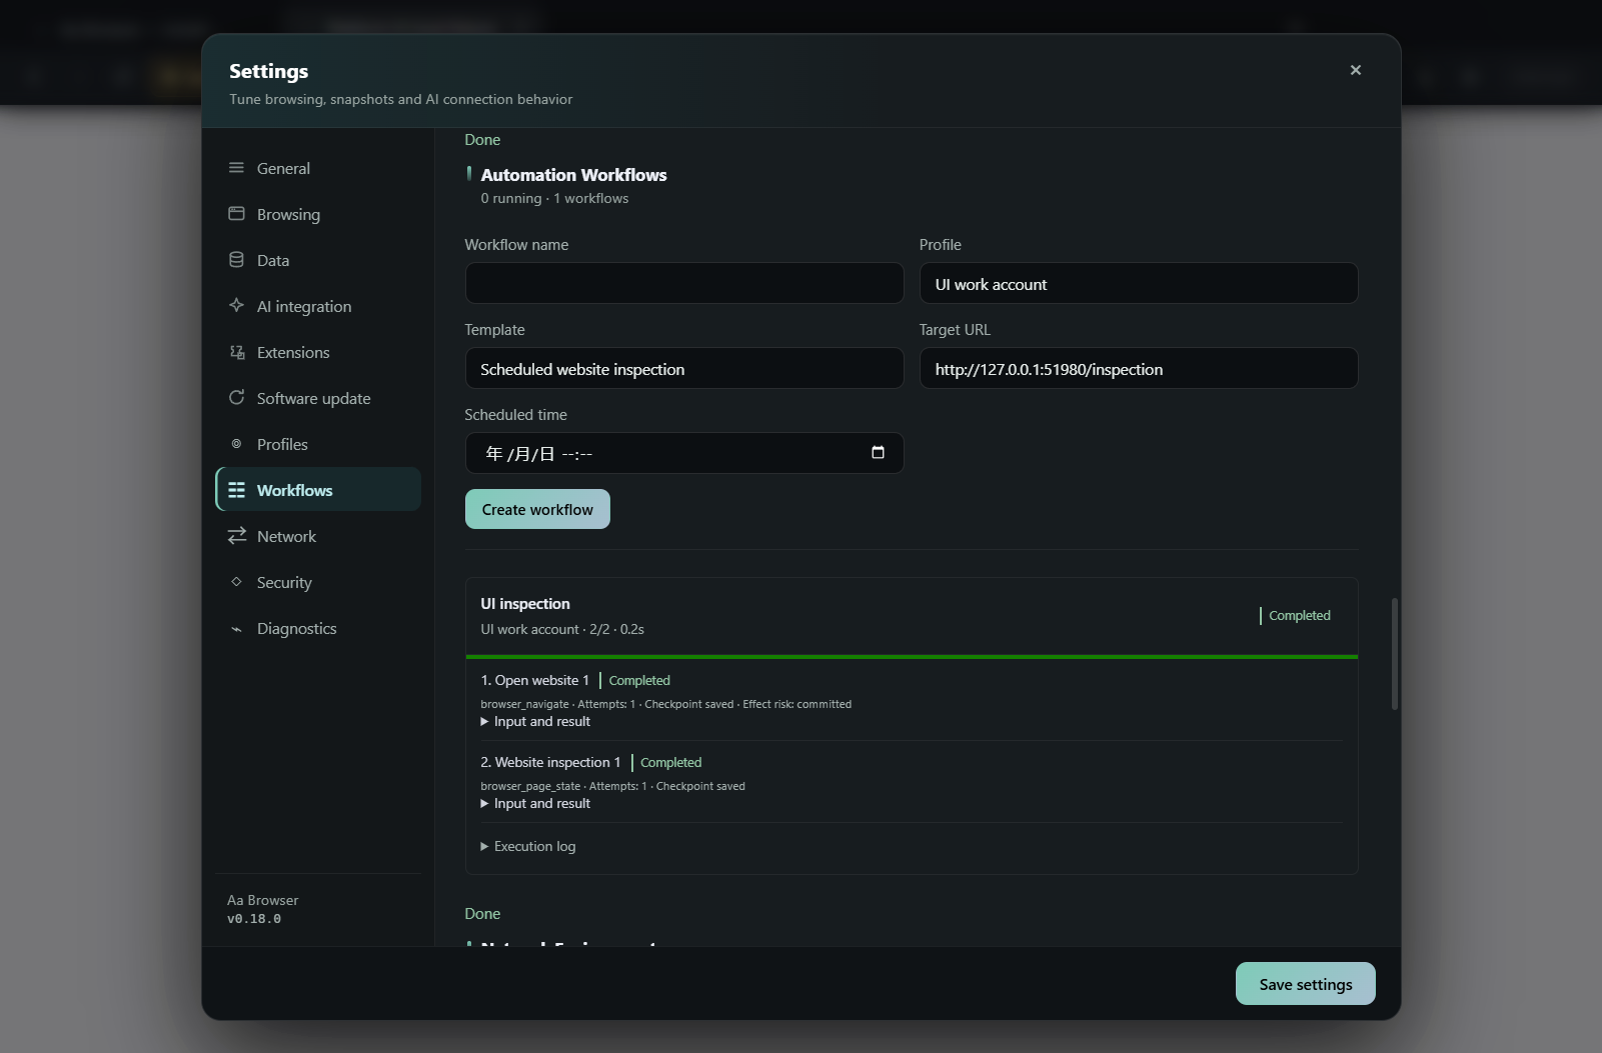 Settings
Tune browsing, snapshots and AI connection behavior
General
Browsing
Data
AI integration
Extensions
Software update
Profiles
Workflows
Network
Security
Diagnostics
Aa Browser
v0.18.0
Done
Automation Workflows
0 running · 1 workflows
Workflow name
Profile
UI work account
Template
Target URL
Scheduled website inspection
http://127.0.0.1:51980/inspection
Scheduled time
年 /月/日 --:--
Create workflow
UI inspection
UI work account · 2/2 · 0.2s
Completed
1. Open website 1 Completed
browser_navigate · Attempts: 1 · Checkpoint saved · Effect risk: committed
Input and result
2. Website inspection 1 Completed
browser_page_state · Attempts: 1 · Checkpoint saved
Input and result
Execution log
Done
Save settings